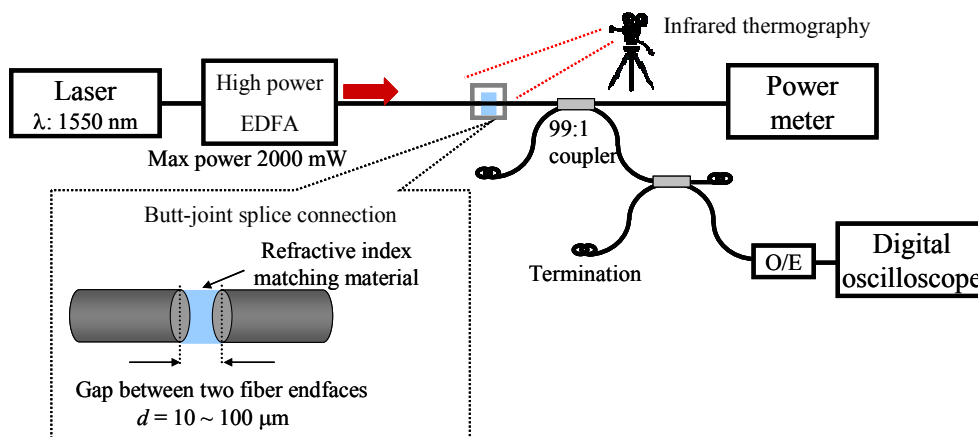 Infrared thermography
Laser
λ: 1550 nm
High power
EDFA
Max power 2000 mW
99:1
coupler
Power
meter
Butt-joint splice connection
Refractive index
matching material
Gap between two fiber endfaces
d = 10 ~ 100 μm
Termination
O/E
Digital
oscilloscope